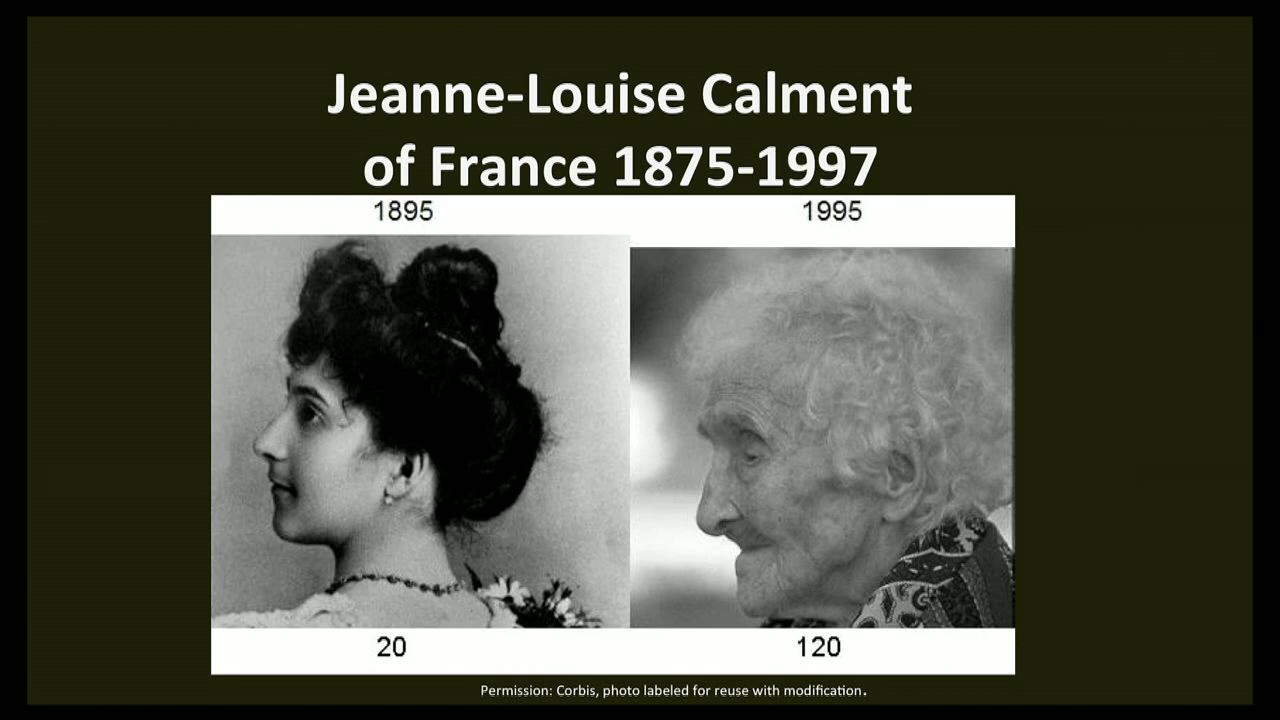 Jeanne-Louise Calment
of France 1875-1997
1895 1995
20 120
Permission: Corbis, photo labeled for reuse with modification.